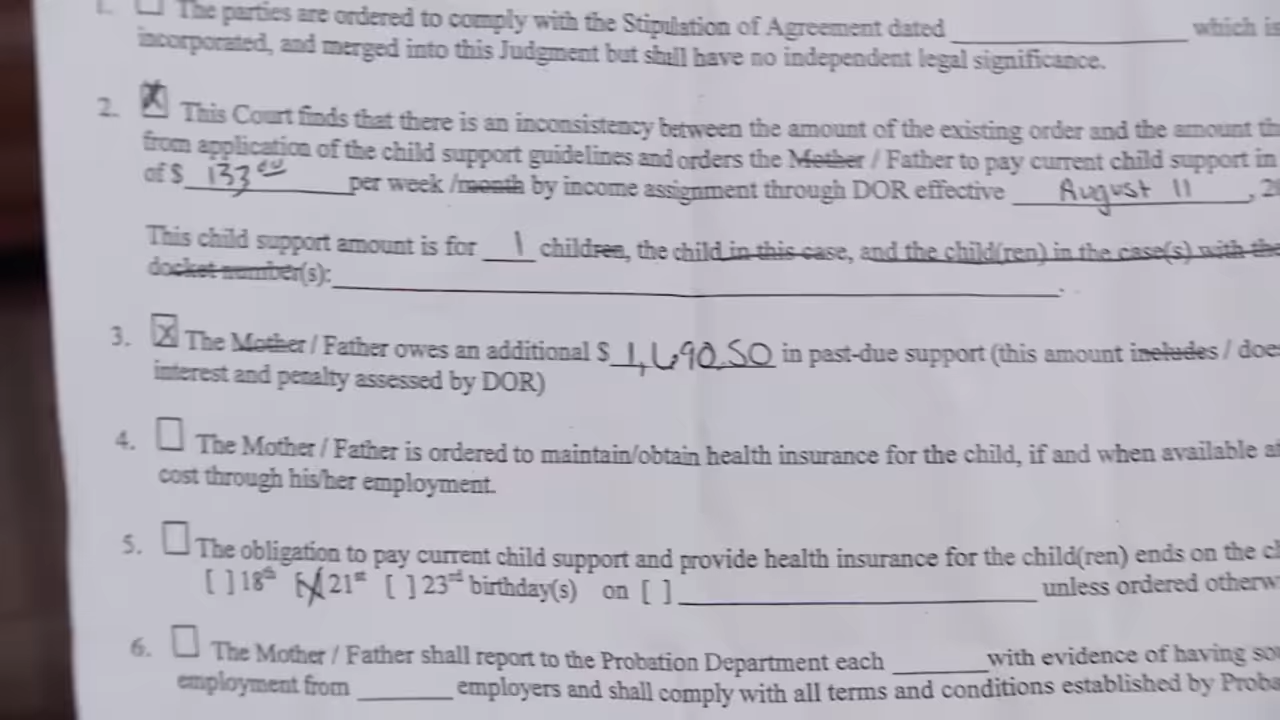 1. The parties are ordered to comply with the Stipulation of Agreement dated ____________ which is
incorporated, and merged into this Judgment but shall have no independent legal significance.
2. [X] This Court finds that there is an inconsistency between the amount of the existing order and the amount
from application of the child support guidelines and orders the Mother / Father to pay current child support in
of $ 133 00 per week /month by income assignment through DOR effective August 11, 2
This child support amount is for 1 children, the child in this case, and the child(ren) in the case(s) with the
docket number(s): ____________.
3. [X] The Mother / Father owes an additional $ 1,690.50 in past-due support (this amount includes / doe
interest and penalty assessed by DOR)
4. The Mother / Father is ordered to maintain/obtain health insurance for the child, if and when available a
cost through his/her employment.
5. The obligation to pay current child support and provide health insurance for the child(ren) ends on the c
[ ] 18th [X] 21st [ ] 23rd birthday(s) on [ ] ____________ unless ordered otherw
6. The Mother / Father shall report to the Probation Department each ______ with evidence of having so
employment from ______ employers and shall comply with all terms and conditions established by Proba